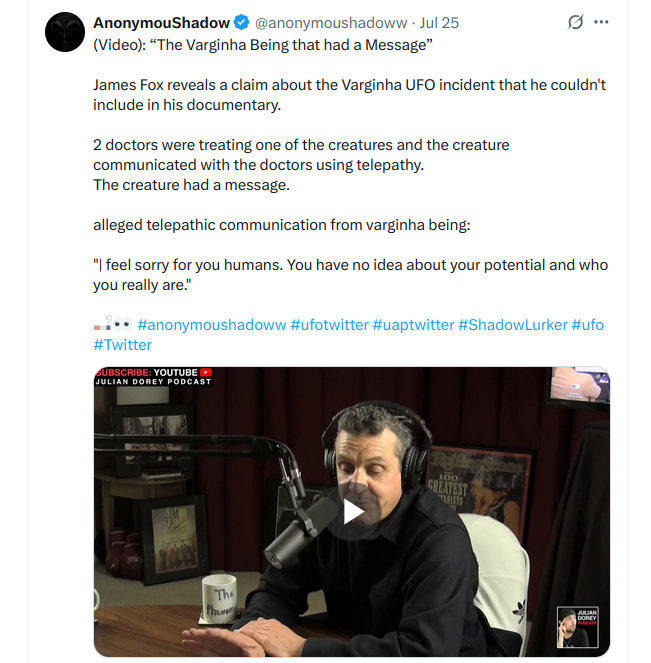 AnonymouShadow @anonymoushadoww · Jul 25
(Video): “The Varginha Being that had a Message”
James Fox reveals a claim about the Varginha UFO incident that he couldn't
include in his documentary.
2 doctors were treating one of the creatures and the creature
communicated with the doctors using telepathy.
The creature had a message.
alleged telepathic communication from varginha being:
"| feel sorry for you humans. You have no idea about your potential and who
you really are."
#anonymoushadoww #ufotwitter #uaptwitter #ShadowLurker #ufo
#Twitter
SUBSCRIBE: YOUTUBE
JULIAN DOREY PODCAST
Rolling Stone
100
GREATEST
The
JULIAN
DOREY
PODCAST